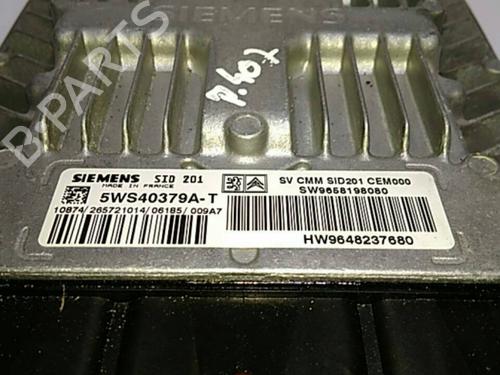 SIEMENS
P.407
B-PARTS
SIEMENS SID 201
MADE IN FRANCE
5WS40379A-T
10874/265721014/06185/009A7
SV CMM SID201 CEM000
SW9658198080
HW9648237680